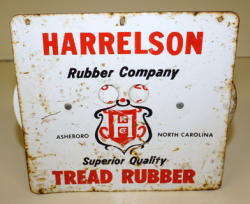 HARRELSON
Rubber Company
ASHEBORO NORTH CAROLINA
Superior Quality
TREAD RUBBER